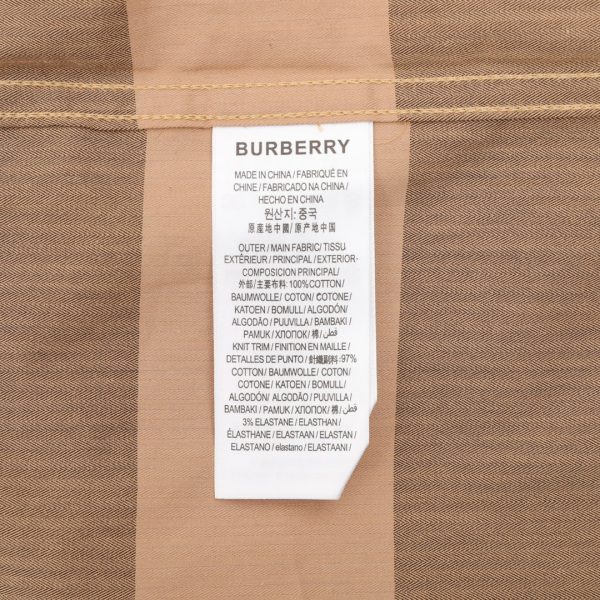 BURBERRY
MADE IN CHINA / FABRIQUÉ EN
CHINE / FABRICADO NA CHINA /
HECHO EN CHINA
원산지: 중국
原産地中國/ 原产地中国
OUTER / MAIN FABRIC/ TISSU
EXTÉRIEUR / PRINCIPAL / EXTERIOR-
COMPOSICION PRINCIPAL/
外部/主要布料: 100%COTTON/
BAUMWOLLE/ COTON/ COTONE/
KATOEN / BOMULL/ ALGODÓN/
ALGODÃO / PUUVILLA / BAMBAKI /
PAMUK / ХЛОПОК/ 棉/ قطن/
KNIT TRIM / FINITION EN MAILLE /
DETALLES DE PUNTO / 針織副料: 97%
COTTON/ BAUMWOLLE/ COTON/
COTONE / KATOEN / BOMULL/
ALGODÓN/ ALGODÃO / PUUVILLA/
BAMBAKI / PAMUK / ХЛОПОК/ 棉/ قطن/
3% ELASTANE / ELASTHAN /
ÉLASTHANE / ELASTAAN / ELASTAN /
ELASTANO / elastano / ELASTAANI /